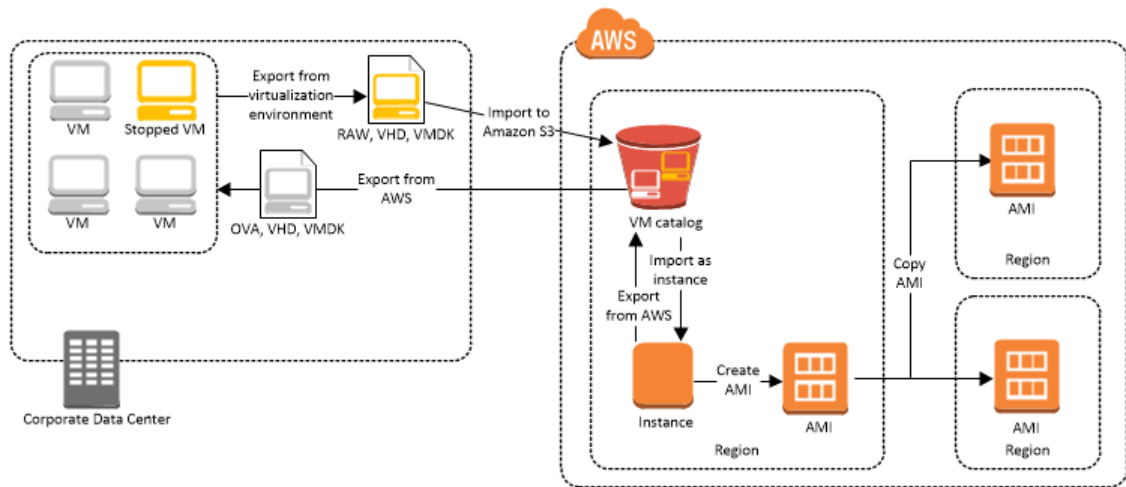 AWS
VM
Stopped VM
Export from
virtualization
environment
RAW, VHD, VMDK
Import to
Amazon S3
VM
VM
OVA, VHD, VMDK
Export from
AWS
VM catalog
Import as
instance
Export
from AWS
Instance
Create
AMI
AMI
Region
Copy
AMI
AMI
Region
AMI
Region
Corporate Data Center